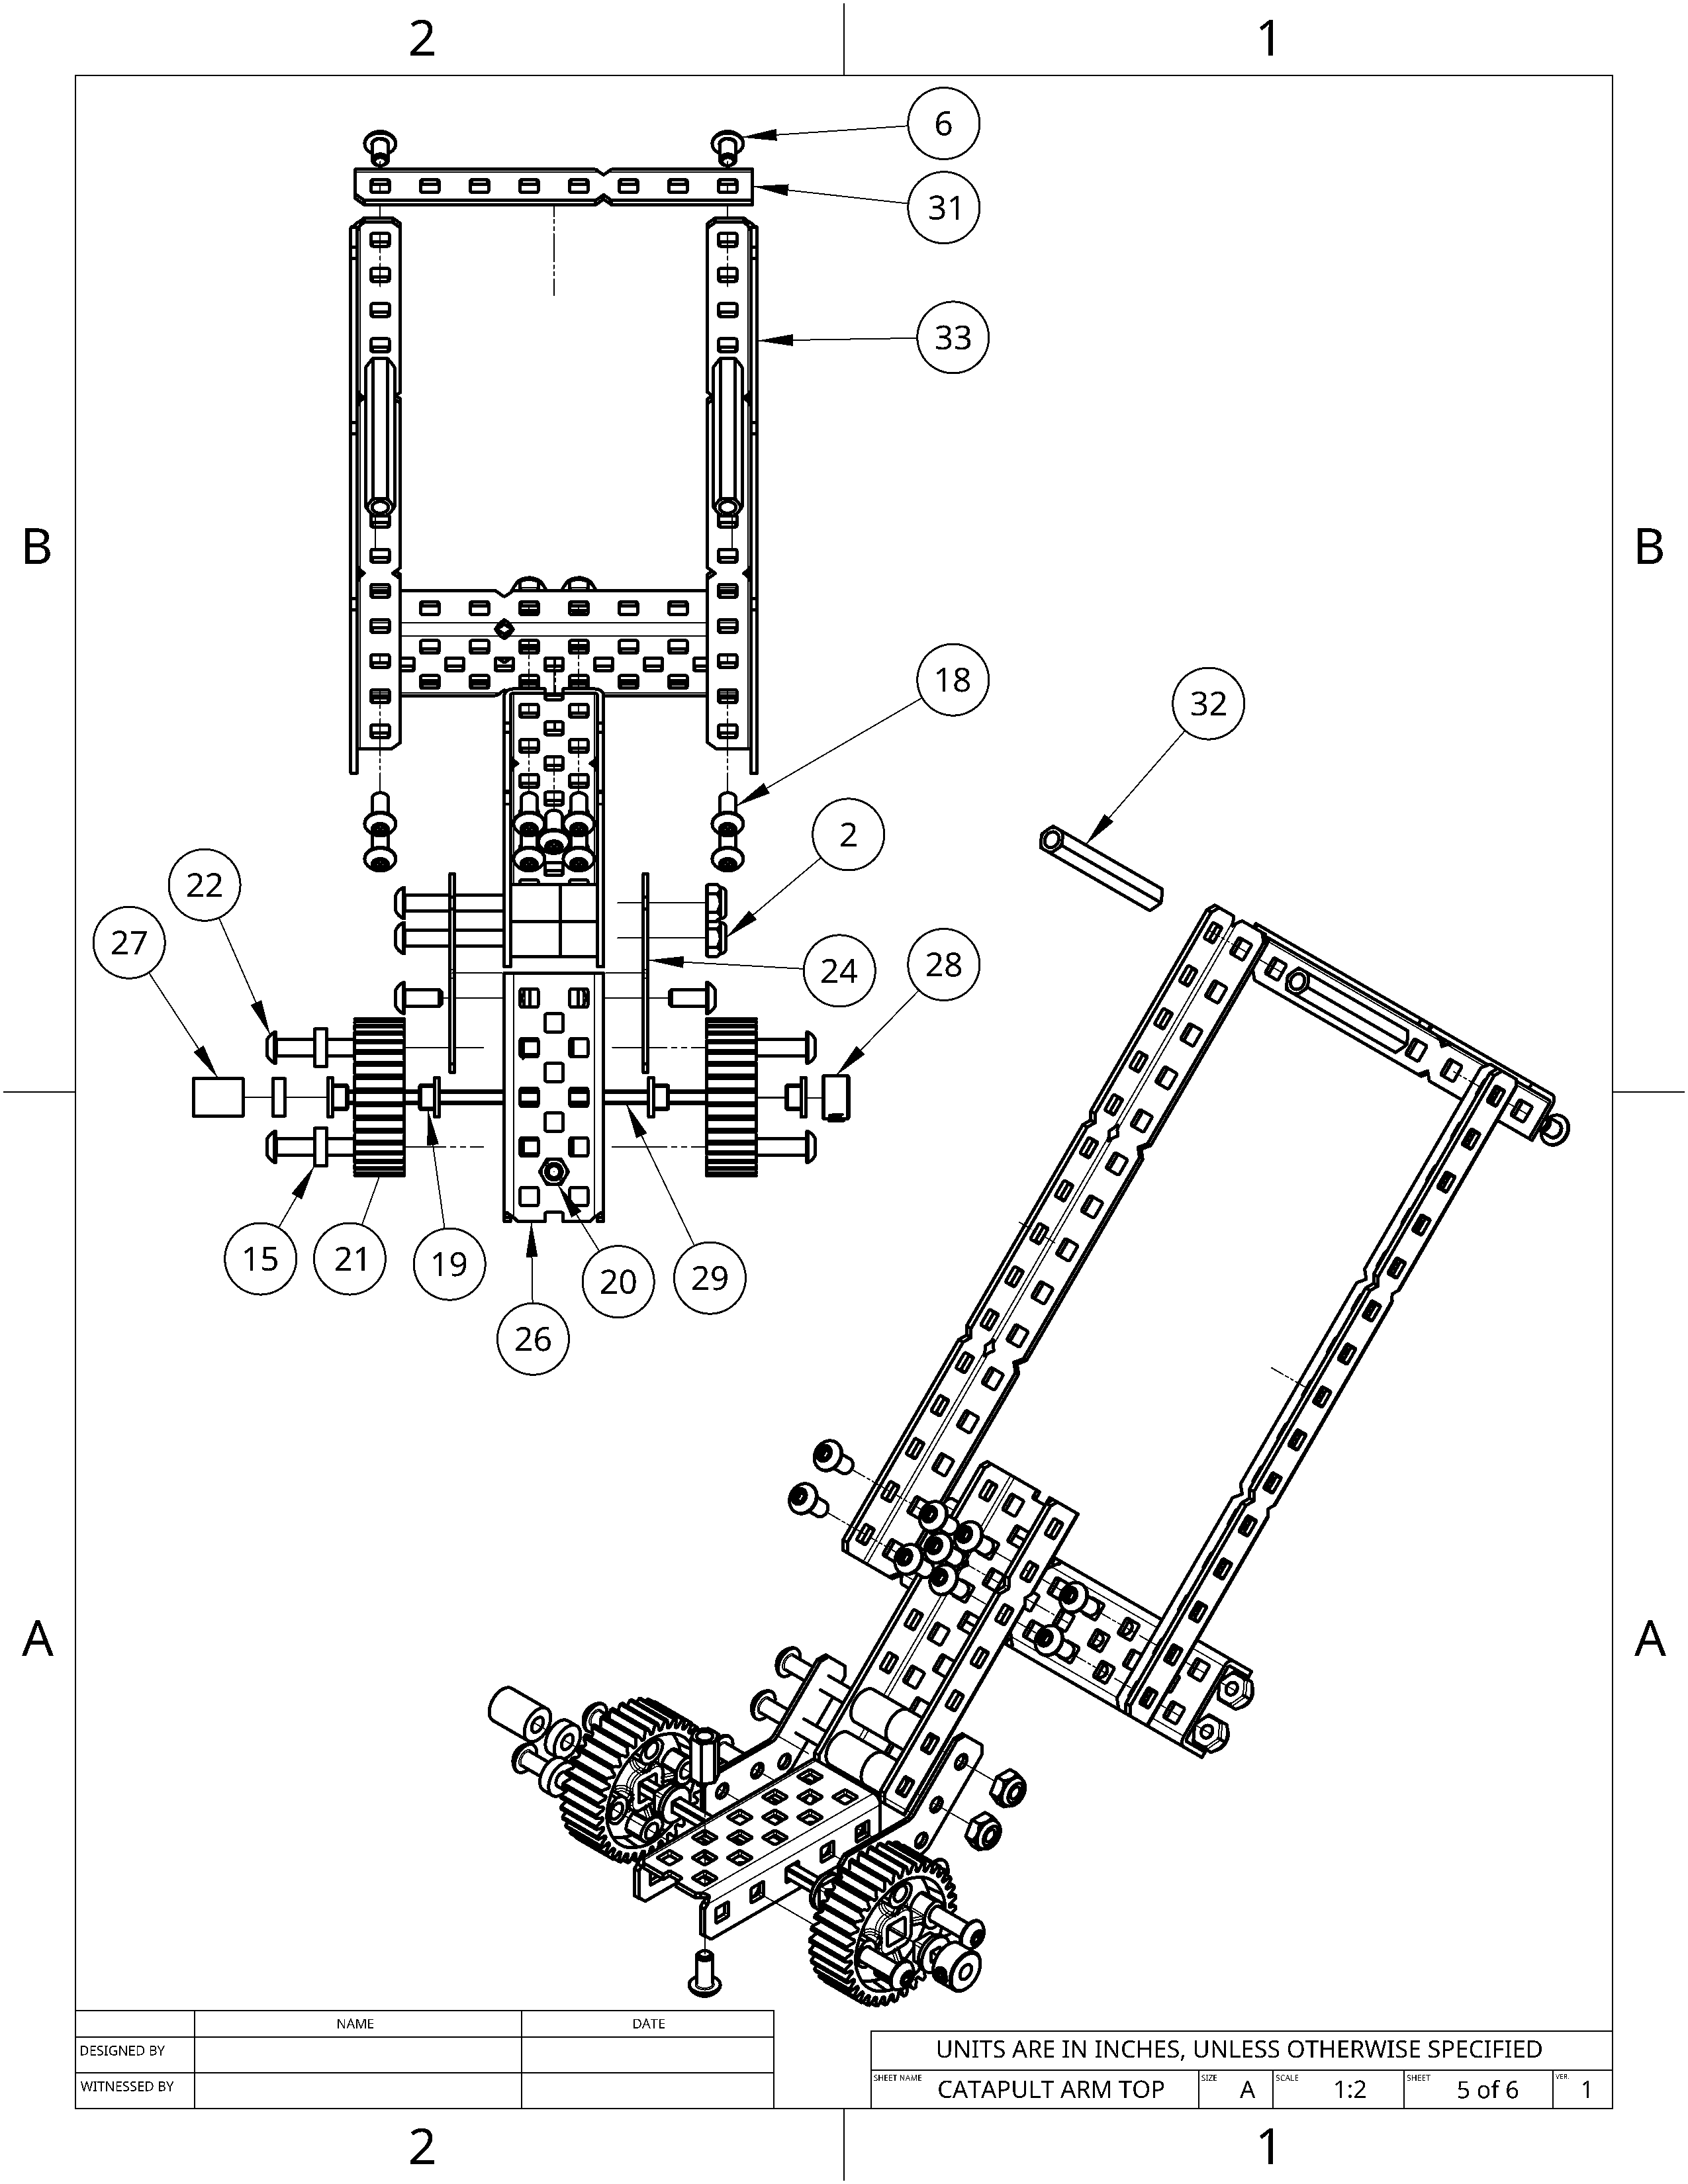 2 1
6
31
33
B B
18
32
2
22
27
24 28
15 21 19 20 29
26
A A
NAME DATE
DESIGNED BY
WITNESSED BY
UNITS ARE IN INCHES, UNLESS OTHERWISE SPECIFIED
SHEET NAME CATAPULT ARM TOP SIZE A SCALE 1:2 SHEET 5 of 6 VER. 1
2 1